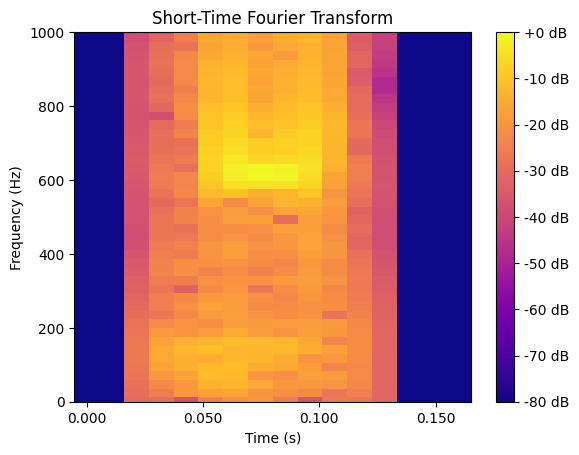 Short-Time Fourier Transform
1000
800
600
400
200
0
Frequency (Hz)
0.000
0.050
0.100
0.150
Time (s)
+0 dB
-10 dB
-20 dB
-30 dB
-40 dB
-50 dB
-60 dB
-70 dB
-80 dB